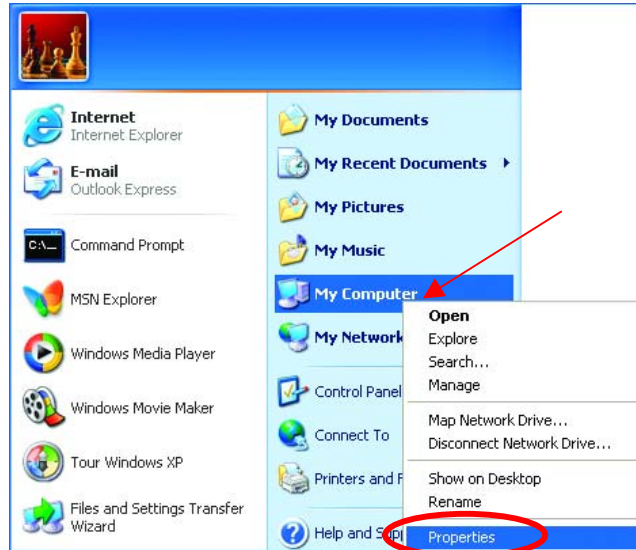 Internet
Internet Explorer
E-mail
Outlook Express
C:\_
Command Prompt
MSN Explorer
Windows Media Player
Windows Movie Maker
Tour Windows XP
Files and Settings Transfer
Wizard
My Documents
My Recent Documents
My Pictures
My Music
My Computer
My Network
Control Panel
Connect To
Printers and F
Help and Supp
Open
Explore
Search...
Manage
Map Network Drive...
Disconnect Network Drive...
Show on Desktop
Rename
Properties